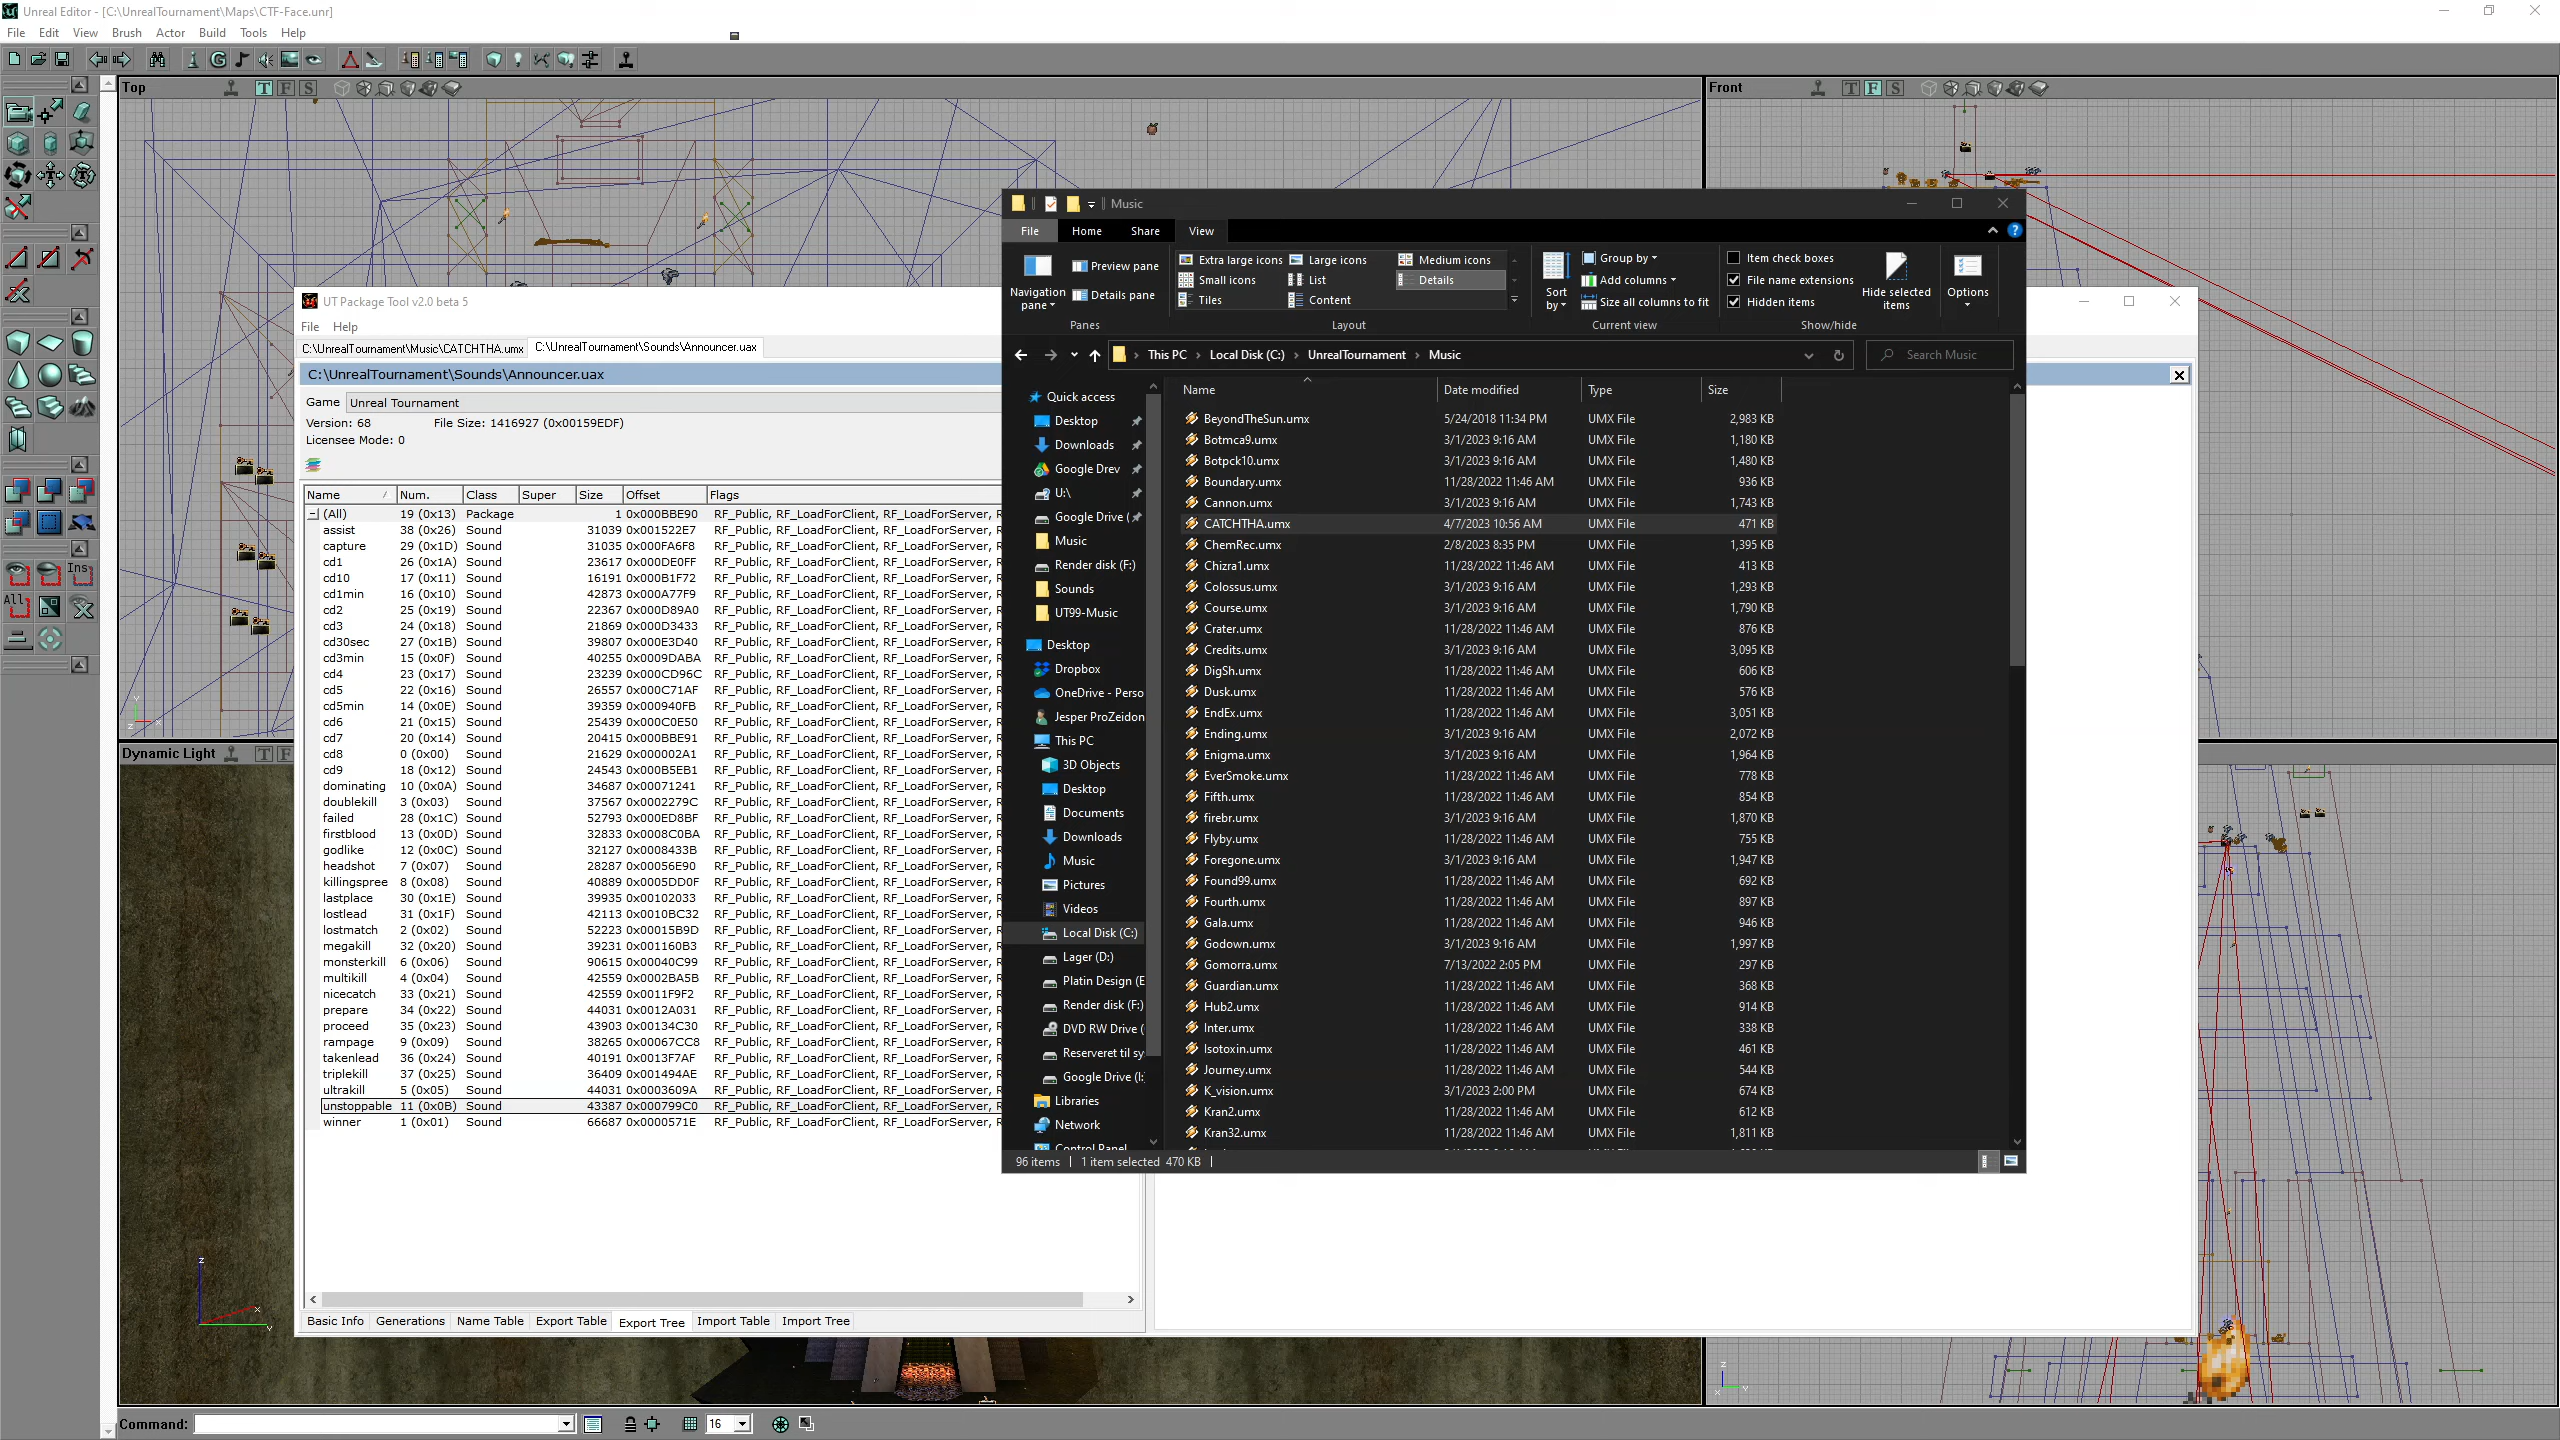 Unreal Editor - [C:\UnrealTournament\Maps\CTF-Face.unr]
File Edit View Brush Actor Build Tools Help
Top
T F S
Front
T F S
Music
File Home Share View
Navigation pane
Preview pane
Details pane
Panes
Extra large icons Large icons Medium icons
Small icons List Details
Tiles Content
Layout
Sort by
Group by
Add columns
Size all columns to fit
Current view
Item check boxes
File name extensions
Hidden items
Hide selected items
Options
Show/hide
This PC Local Disk (C:) UnrealTournament Music
Search Music
Quick access
Desktop
Downloads
Google Drev
U:\
Google Drive (
Music
Render disk (F:)
Sounds
UT99-Music
Desktop
Dropbox
OneDrive - Perso
Jesper ProZeidon
This PC
3D Objects
Desktop
Documents
Downloads
Music
Pictures
Videos
Local Disk (C:)
Lager (D:)
Platin Design (E
Render disk (F:)
DVD RW Drive (
Reserveret til sy
Google Drive (I:
Libraries
Network
Control Panel
Name Date modified Type Size
BeyondTheSun.umx 5/24/2018 11:34 PM UMX File 2,983 KB
Botmca9.umx 3/1/2023 9:16 AM UMX File 1,180 KB
Botpck10.umx 3/1/2023 9:16 AM UMX File 1,480 KB
Boundary.umx 11/28/2022 11:46 AM UMX File 936 KB
Cannon.umx 3/1/2023 9:16 AM UMX File 1,743 KB
CATCHTHA.umx 4/7/2023 10:56 AM UMX File 471 KB
ChemRec.umx 2/8/2023 8:35 PM UMX File 1,395 KB
Chizra1.umx 11/28/2022 11:46 AM UMX File 413 KB
Colossus.umx 3/1/2023 9:16 AM UMX File 1,293 KB
Course.umx 3/1/2023 9:16 AM UMX File 1,790 KB
Crater.umx 11/28/2022 11:46 AM UMX File 876 KB
Credits.umx 3/1/2023 9:16 AM UMX File 3,095 KB
DigSh.umx 11/28/2022 11:46 AM UMX File 606 KB
Dusk.umx 11/28/2022 11:46 AM UMX File 576 KB
EndEx.umx 11/28/2022 11:46 AM UMX File 3,051 KB
Ending.umx 3/1/2023 9:16 AM UMX File 2,072 KB
Enigma.umx 3/1/2023 9:16 AM UMX File 1,964 KB
EverSmoke.umx 11/28/2022 11:46 AM UMX File 778 KB
Fifth.umx 11/28/2022 11:46 AM UMX File 854 KB
firebr.umx 3/1/2023 9:16 AM UMX File 1,870 KB
Flyby.umx 11/28/2022 11:46 AM UMX File 755 KB
Foregone.umx 3/1/2023 9:16 AM UMX File 1,947 KB
Found99.umx 11/28/2022 11:46 AM UMX File 692 KB
Fourth.umx 11/28/2022 11:46 AM UMX File 897 KB
Gala.umx 11/28/2022 11:46 AM UMX File 946 KB
Godown.umx 3/1/2023 9:16 AM UMX File 1,997 KB
Gomorra.umx 7/13/2022 2:05 PM UMX File 297 KB
Guardian.umx 11/28/2022 11:46 AM UMX File 368 KB
Hub2.umx 11/28/2022 11:46 AM UMX File 914 KB
Inter.umx 11/28/2022 11:46 AM UMX File 338 KB
Isotoxin.umx 11/28/2022 11:46 AM UMX File 461 KB
Journey.umx 11/28/2022 11:46 AM UMX File 544 KB
K_vision.umx 3/1/2023 2:00 PM UMX File 674 KB
Kran2.umx 11/28/2022 11:46 AM UMX File 612 KB
Kran32.umx 11/28/2022 11:46 AM UMX File 1,811 KB
96 items 1 item selected 470 KB
UT Package Tool v2.0 beta 5
File Help
C:\UnrealTournament\Music\CATCHTHA.umx C:\UnrealTournament\Sounds\Announcer.uax
C:\UnrealTournament\Sounds\Announcer.uax
Game Unreal Tournament
Version: 68 File Size: 1416927 (0x00159EDF)
Licensee Mode: 0
Name Num. Class Super Size Offset Flags
(All) 19 (0x13) Package 1 0x000BBE90 RF_Public, RF_LoadForClient, RF_LoadForServer, R
assist 38 (0x26) Sound 31039 0x001522E7 RF_Public, RF_LoadForClient, RF_LoadForServer, R
capture 29 (0x1D) Sound 31035 0x000FA6F8 RF_Public, RF_LoadForClient, RF_LoadForServer, R
cd1 26 (0x1A) Sound 23617 0x000DE0FF RF_Public, RF_LoadForClient, RF_LoadForServer, R
cd10 17 (0x11) Sound 16191 0x000B1F72 RF_Public, RF_LoadForClient, RF_LoadForServer, R
cd1min 16 (0x10) Sound 42873 0x000A77F9 RF_Public, RF_LoadForClient, RF_LoadForServer, R
cd2 25 (0x19) Sound 22367 0x000D89A0 RF_Public, RF_LoadForClient, RF_LoadForServer, R
cd3 24 (0x18) Sound 21869 0x000D3433 RF_Public, RF_LoadForClient, RF_LoadForServer, R
cd30sec 27 (0x1B) Sound 39807 0x000E3D40 RF_Public, RF_LoadForClient, RF_LoadForServer, R
cd3min 15 (0x0F) Sound 40255 0x0009DABA RF_Public, RF_LoadForClient, RF_LoadForServer, R
cd4 23 (0x17) Sound 23239 0x000CD96C RF_Public, RF_LoadForClient, RF_LoadForServer, R
cd5 22 (0x16) Sound 26557 0x000C71AF RF_Public, RF_LoadForClient, RF_LoadForServer, R
cd5min 14 (0x0E) Sound 39359 0x000940FB RF_Public, RF_LoadForClient, RF_LoadForServer, R
cd6 21 (0x15) Sound 25439 0x000C0E50 RF_Public, RF_LoadForClient, RF_LoadForServer, R
cd7 20 (0x14) Sound 20415 0x000BBE91 RF_Public, RF_LoadForClient, RF_LoadForServer, R
cd8 0 (0x00) Sound 21629 0x000002A1 RF_Public, RF_LoadForClient, RF_LoadForServer, R
cd9 18 (0x12) Sound 24543 0x000B5EB1 RF_Public, RF_LoadForClient, RF_LoadForServer, R
dominating 10 (0x0A) Sound 34687 0x00071241 RF_Public, RF_LoadForClient, RF_LoadForServer, R
doublekill 3 (0x03) Sound 37567 0x0002279C RF_Public, RF_LoadForClient, RF_LoadForServer, R
failed 28 (0x1C) Sound 52793 0x000ED8BF RF_Public, RF_LoadForClient, RF_LoadForServer, R
firstblood 13 (0x0D) Sound 32833 0x0008C0BA RF_Public, RF_LoadForClient, RF_LoadForServer, R
godlike 12 (0x0C) Sound 32127 0x0008433B RF_Public, RF_LoadForClient, RF_LoadForServer, R
headshot 7 (0x07) Sound 28287 0x00056E90 RF_Public, RF_LoadForClient, RF_LoadForServer, R
killingspree 8 (0x08) Sound 40889 0x0005DD0F RF_Public, RF_LoadForClient, RF_LoadForServer, R
lastplace 30 (0x1E) Sound 39935 0x00102033 RF_Public, RF_LoadForClient, RF_LoadForServer, R
lostlead 31 (0x1F) Sound 42113 0x0010BC32 RF_Public, RF_LoadForClient, RF_LoadForServer, R
lostmatch 2 (0x02) Sound 52223 0x00015B9D RF_Public, RF_LoadForClient, RF_LoadForServer, R
megakill 32 (0x20) Sound 39231 0x001160B3 RF_Public, RF_LoadForClient, RF_LoadForServer, R
monsterkill 6 (0x06) Sound 90615 0x00040C99 RF_Public, RF_LoadForClient, RF_LoadForServer, R
multikill 4 (0x04) Sound 42559 0x0002BA5B RF_Public, RF_LoadForClient, RF_LoadForServer, R
nicecatch 33 (0x21) Sound 42559 0x0011F9F2 RF_Public, RF_LoadForClient, RF_LoadForServer, R
prepare 34 (0x22) Sound 44031 0x0012A031 RF_Public, RF_LoadForClient, RF_LoadForServer, R
proceed 35 (0x23) Sound 43903 0x00134C30 RF_Public, RF_LoadForClient, RF_LoadForServer, R
rampage 9 (0x09) Sound 38265 0x00067CC8 RF_Public, RF_LoadForClient, RF_LoadForServer, R
takenlead 36 (0x24) Sound 40191 0x0013F7AF RF_Public, RF_LoadForClient, RF_LoadForServer, R
triplekill 37 (0x25) Sound 36409 0x001494AE RF_Public, RF_LoadForClient, RF_LoadForServer, R
ultrakill 5 (0x05) Sound 44031 0x0003609A RF_Public, RF_LoadForClient, RF_LoadForServer, R
unstoppable 11 (0x0B) Sound 43387 0x000799C0 RF_Public, RF_LoadForClient, RF_LoadForServer, R
winner 1 (0x01) Sound 66687 0x0000571E RF_Public, RF_LoadForClient, RF_LoadForServer, R
Basic Info Generations Name Table Export Table Export Tree Import Table Import Tree
Ins
All
Dynamic Light
T F
Command:
16